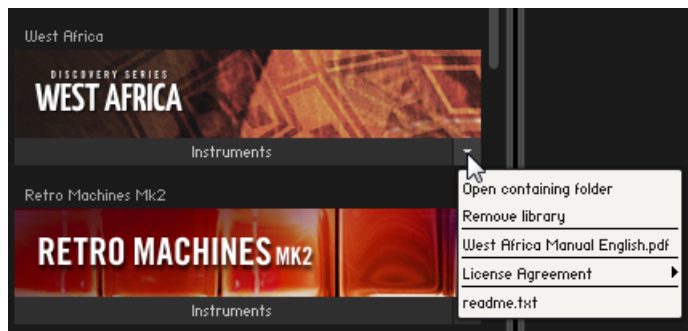 West Africa
DISCOVERY SERIES
WEST AFRICA
Instruments
Open containing folder
Remove library
West Africa Manual English.pdf
License Agreement
readme.txt
Retro Machines Mk2
RETRO MACHINES MK2
Instruments